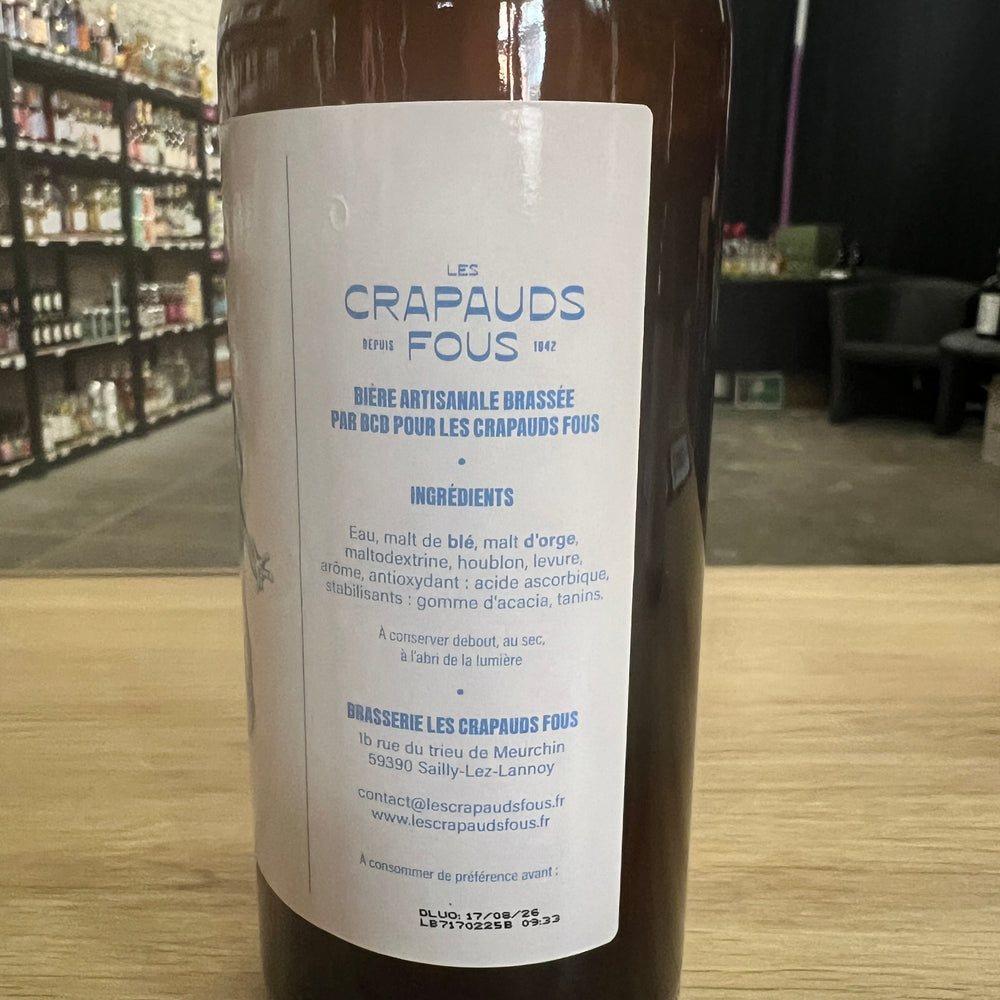 LES
CRAPAUDS
DEPUIS FOUS 1042
BIÈRE ARTISANALE BRASSÉE
PAR BCB POUR LES CRAPAUDS FOUS
•
INGRÉDIENTS
Eau, malt de blé, malt d'orge,
maltodextrine, houblon, levure,
arôme, antioxydant : acide ascorbique,
stabilisants : gomme d'acacia, tanins.
À conserver debout, au sec,
à l'abri de la lumière
•
BRASSERIE LES CRAPAUDS FOUS
1b rue du trieu de Meurchin
59390 Sailly-Lez-Lannoy
contact@lescrapaudsfous.fr
www.lescrapaudsfous.fr
À consommer de préférence avant :
DLUO: 17/08/26
LB7170225B 09:33